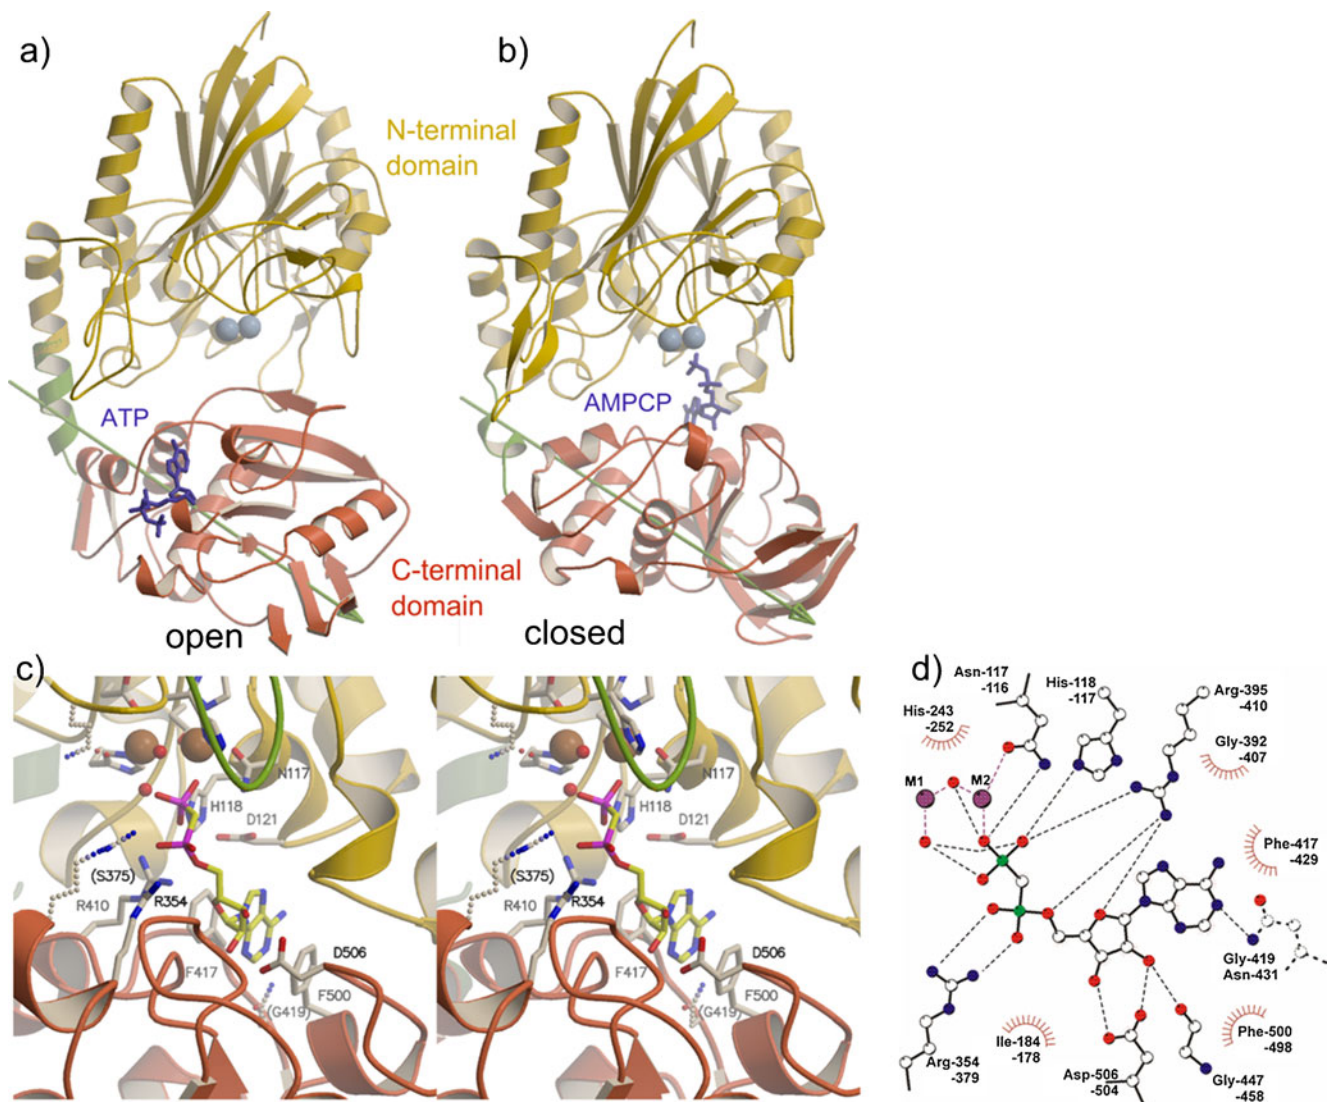 a)
b)
N-terminal
domain
ATP
AMPCP
C-terminal
domain
open
closed
c)
N117
H118
D121
(S375)
R410
R354
F417
D506
F500
(G419)
N117
H118
D121
(S375)
R410
R354
F417
D506
F500
(G419)
d)
Asn-117
-116
His-118
-117
Arg-395
-410
His-243
-252
Gly-392
-407
M1
M2
Phe-417
-429
Gly-419
Asn-431
Ile-184
-178
Phe-500
-498
Arg-354
-379
Asp-506
-504
Gly-447
-458